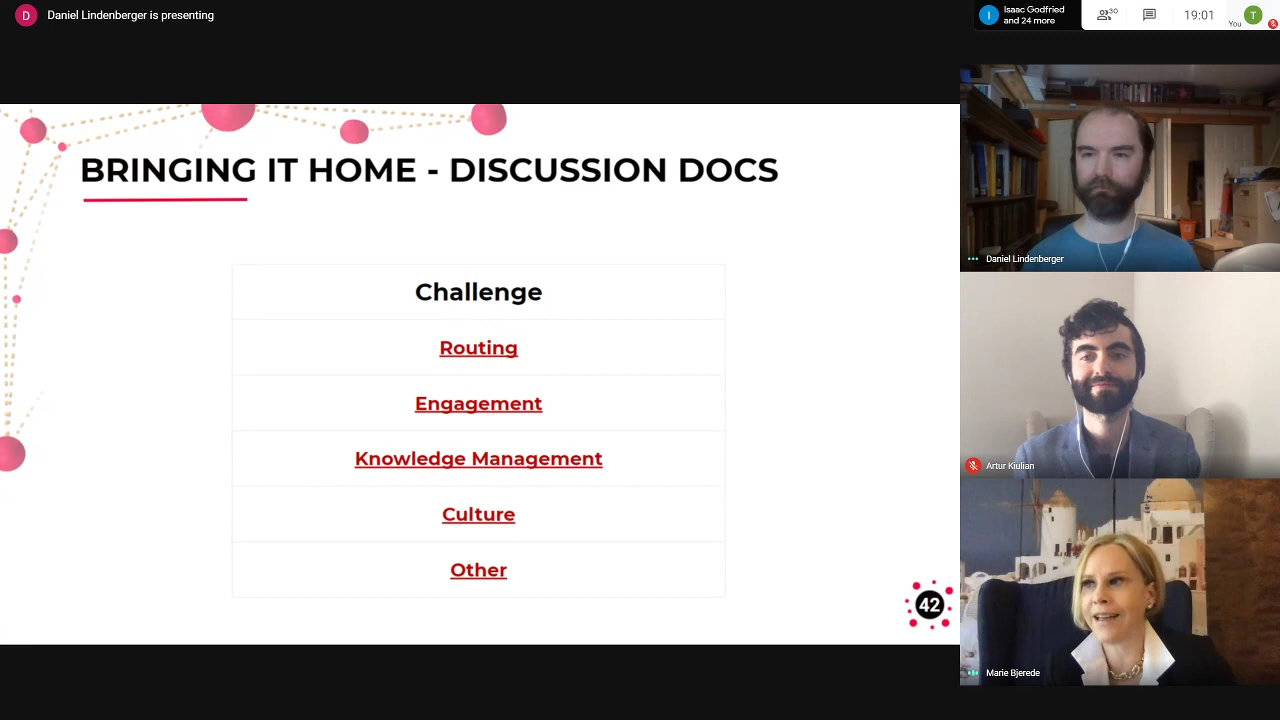 D
Daniel Lindenberger is presenting
I
Isaac Godfried
and 24 more
30
19:01
You
T
BRINGING IT HOME - DISCUSSION DOCS
Challenge
Routing
Engagement
Knowledge Management
Culture
Other
42
Daniel Lindenberger
Artur Kiulian
Marie Bjerede